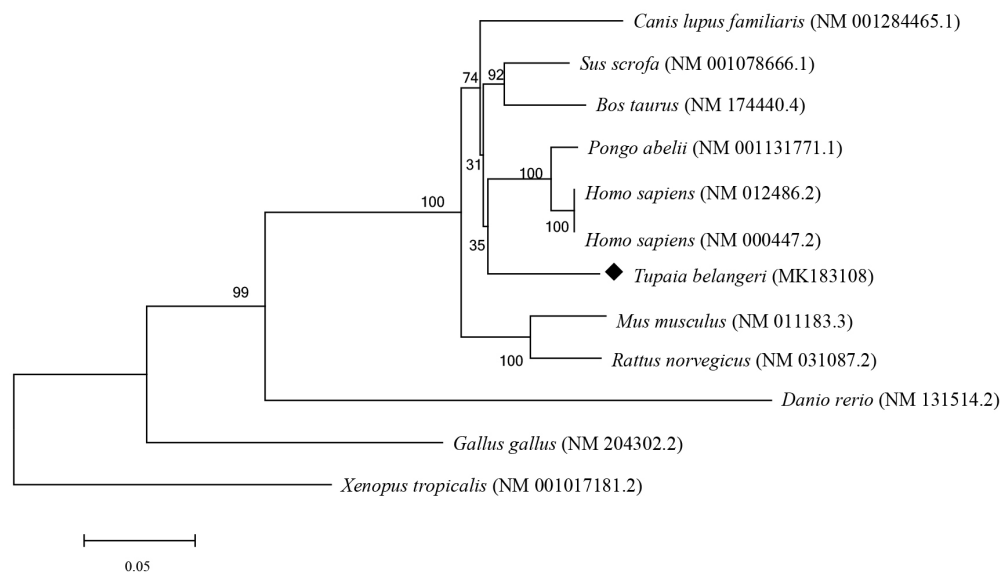 Canis lupus familiaris (NM 001284465.1)
74
92
Sus scrofa (NM 001078666.1)
Bos taurus (NM 174440.4)
31
Pongo abelii (NM 001131771.1)
100
Homo sapiens (NM 012486.2)
100
100
Homo sapiens (NM 000447.2)
35
Tupaia belangeri (MK183108)
99
Mus musculus (NM 011183.3)
100
Rattus norvegicus (NM 031087.2)
Danio rerio (NM 131514.2)
Gallus gallus (NM 204302.2)
Xenopus tropicalis (NM 001017181.2)
0.05